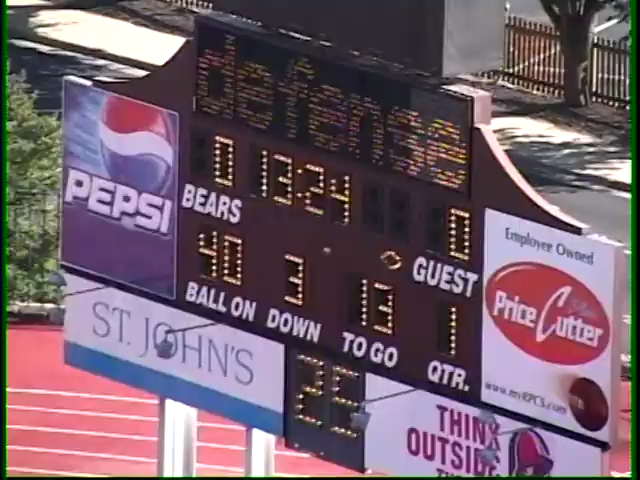 defense
0 13:24 0
BEARS GUEST
PEPSI
40 3 13 1
BALL ON DOWN TO GO QTR.
Employee Owned
Price Cutter
www.myRPCS.com
ST. JOHN'S
25
THINK
OUTSIDE